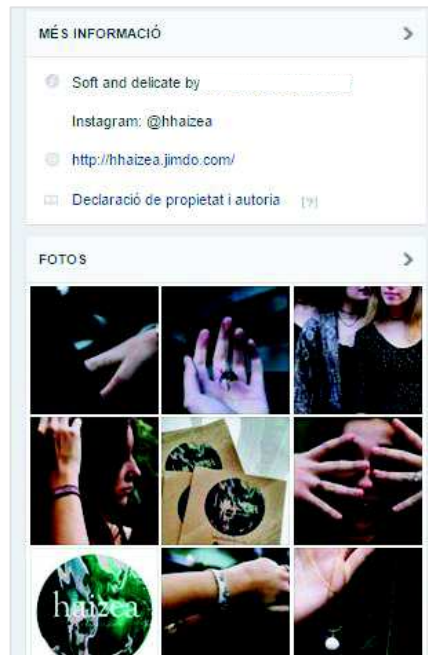 MÉS INFORMACIÓ
Soft and delicate by
Instagram: @hhaizea
http://hhaizea.jimdo.com/
Declaració de propietat i autoria [?]
FOTOS
haizea